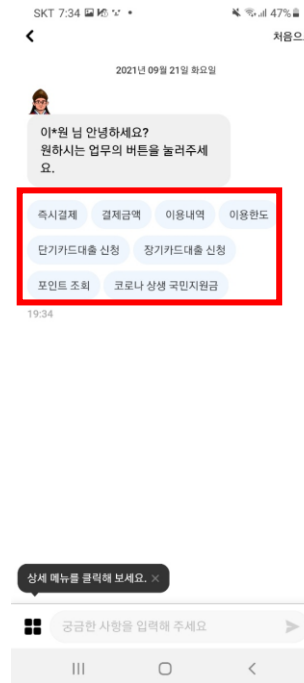 SKT 7:34
47%
처음으
2021년 09월 21일 화요일
이*원 님 안녕하세요?
원하시는 업무의 버튼을 눌러주세
요.
즉시결제 결제금액 이용내역 이용한도
단기카드대출 신청 장기카드대출 신청
포인트 조회 코로나 상생 국민지원금
19:34
상세 메뉴를 클릭해 보세요. ×
궁금한 사항을 입력해 주세요